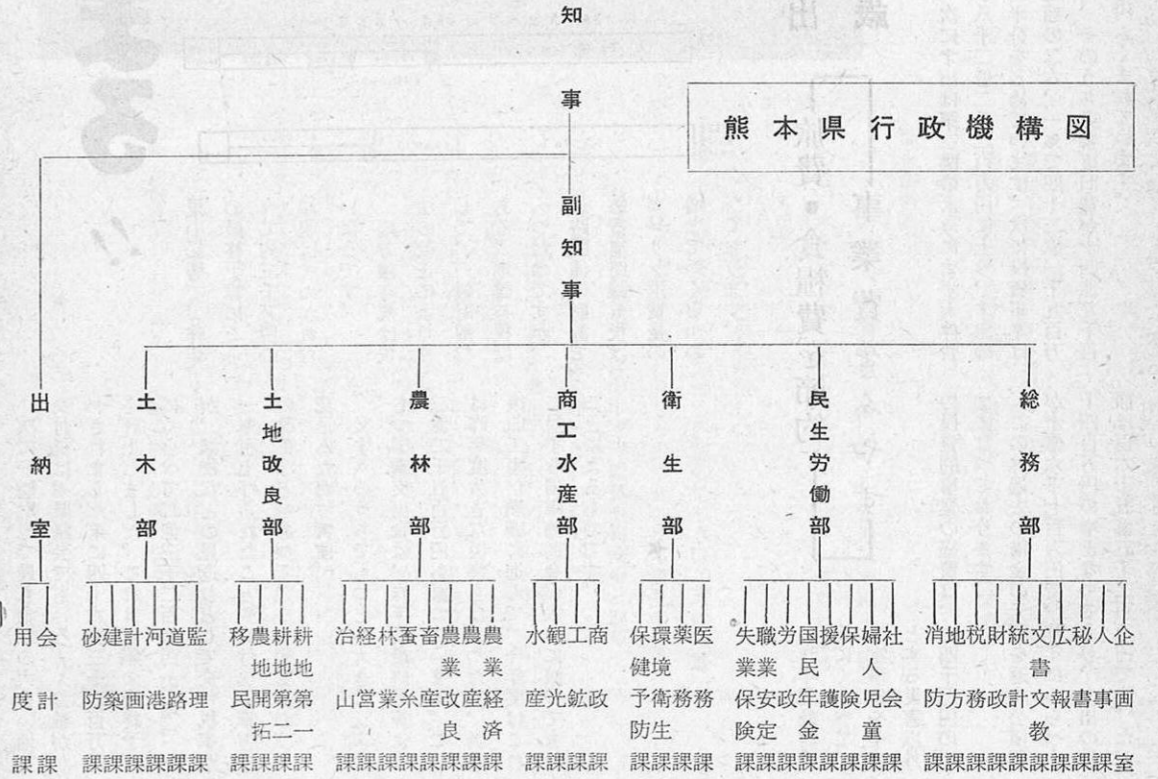 熊本県行政機構図
知事
副知事
総務部
企画室
人事課
秘書課
広報課
文書文教課
統計課
財政課
税務課
地方課
消防課
民生労働部
社会課
婦人児童課
保険課
援護課
国民年金課
労政課
職業安定課
失業保険課
衛生部
医務課
薬務課
環境衛生課
保健予防課
商工水産部
商政課
工鉱課
観光課
水産課
農林部
農業経済課
農産課
農業改良課
畜産課
蚕糸課
林業課
経営課
治山課
土地改良部
耕地第一課
耕地第二課
農地開拓課
移民課
土木部
監理課
道路課
河港課
計画課
建築課
砂防課
出納室
会計課
用度課